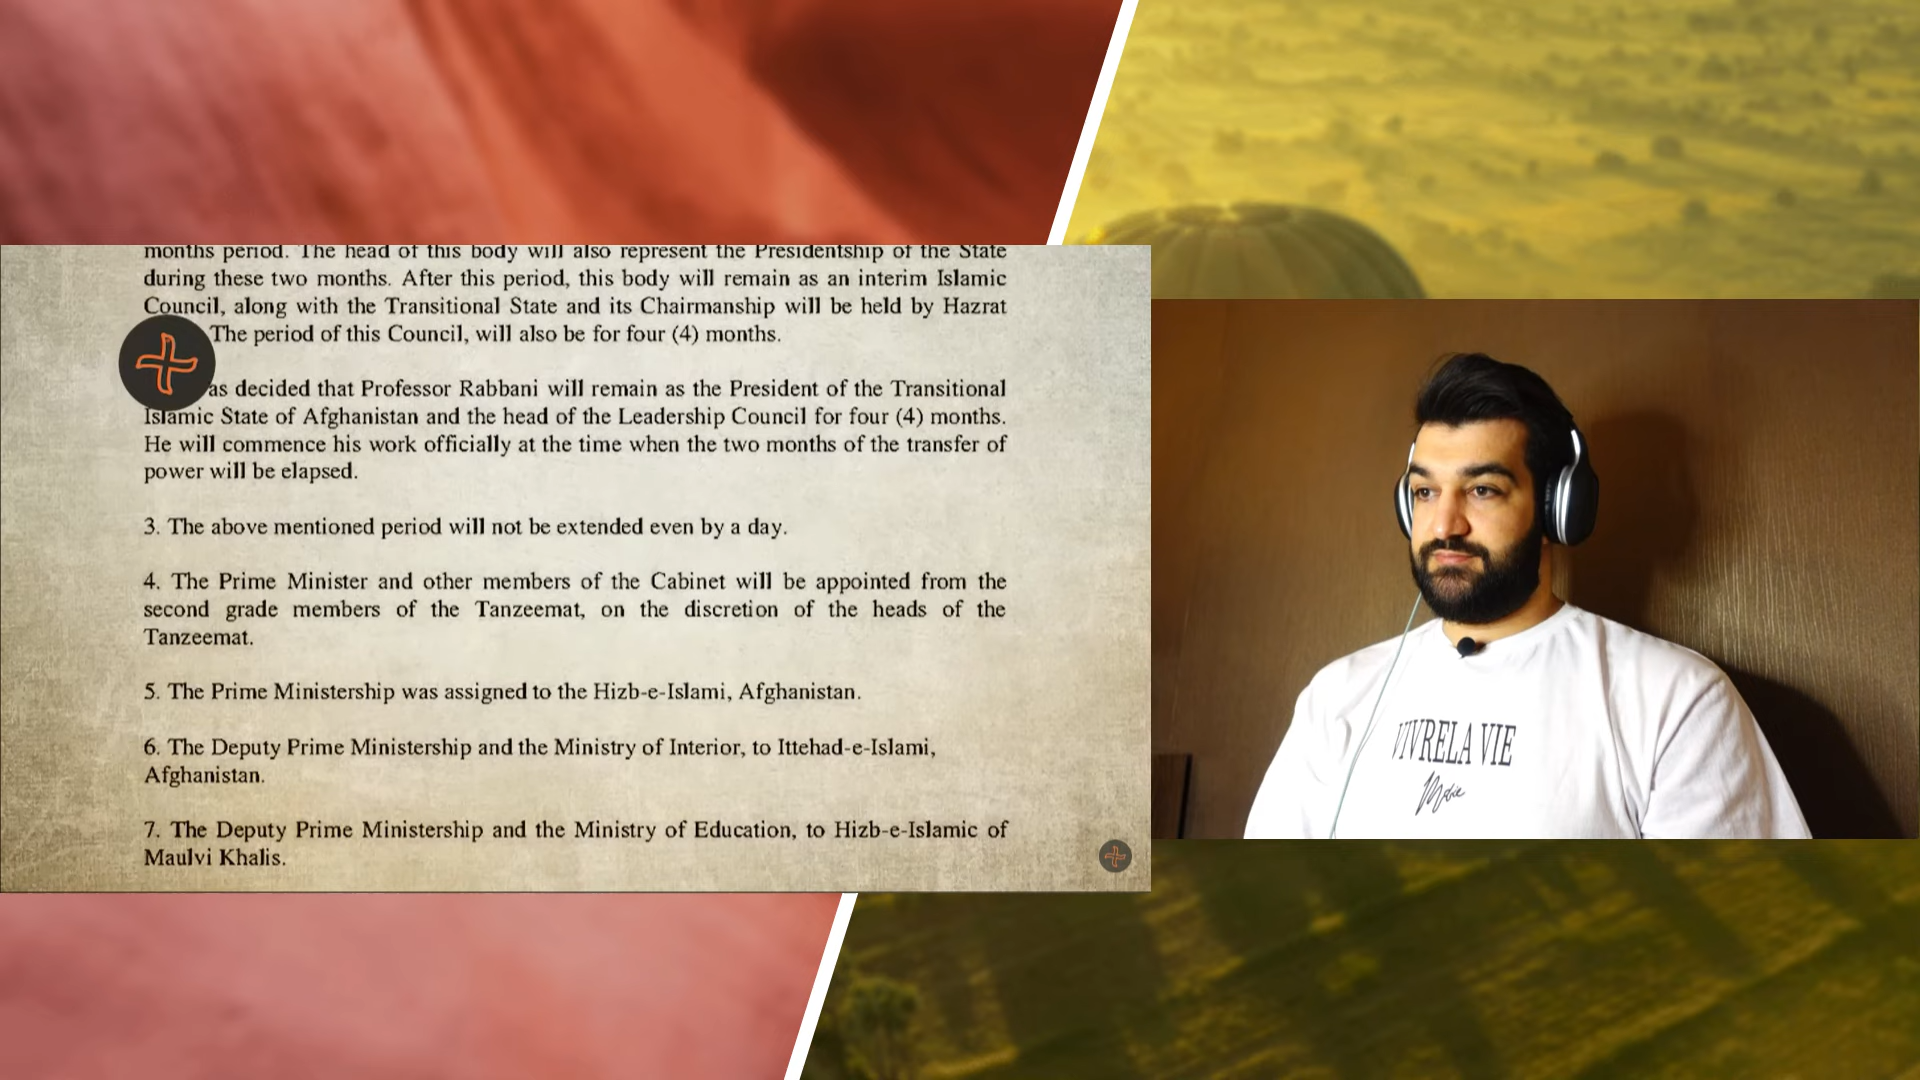 months period. The head of this body will also represent the Presidentship of the State
during these two months. After this period, this body will remain as an interim Islamic
Council, along with the Transitional State and its Chairmanship will be held by Hazrat
The period of this Council, will also be for four (4) months.
as decided that Professor Rabbani will remain as the President of the Transitional
Islamic State of Afghanistan and the head of the Leadership Council for four (4) months.
He will commence his work officially at the time when the two months of the transfer of
power will be elapsed.
3. The above mentioned period will not be extended even by a day.
4. The Prime Minister and other members of the Cabinet will be appointed from the
second grade members of the Tanzeemat, on the discretion of the heads of the
Tanzeemat.
5. The Prime Ministership was assigned to the Hizb-e-Islami, Afghanistan.
6. The Deputy Prime Ministership and the Ministry of Interior, to Ittehad-e-Islami,
Afghanistan.
7. The Deputy Prime Ministership and the Ministry of Education, to Hizb-e-Islamic of
Maulvi Khalis.
VIVRE LA VIE